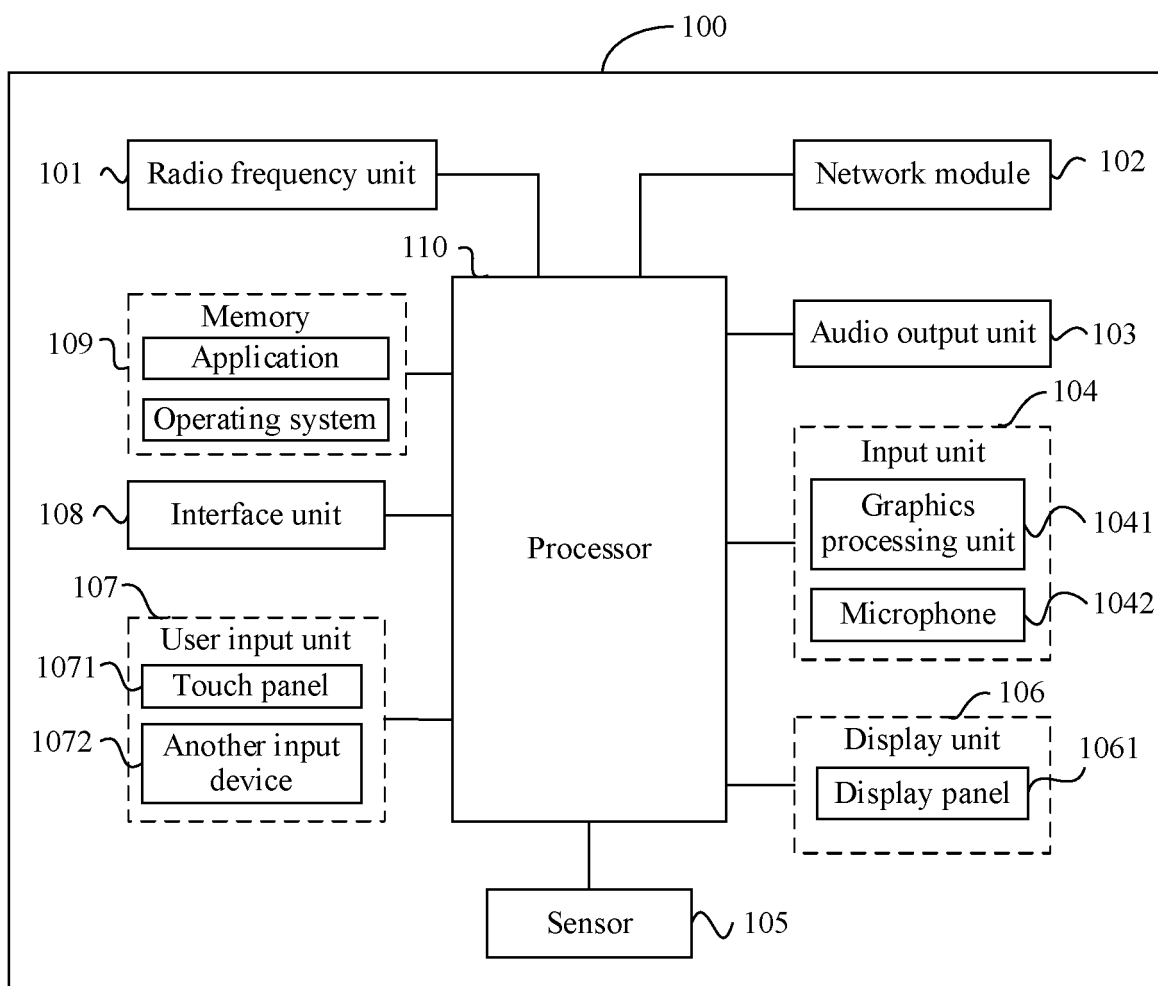 100
101
Radio frequency unit
Network module
102
110
Memory
109
Application
Operating system
Audio output unit
103
104
Input unit
Graphics
processing unit
1041
Microphone
1042
108
Interface unit
Processor
107
User input unit
1071
Touch panel
1072
Another input
device
106
Display unit
1061
Display panel
Sensor
105